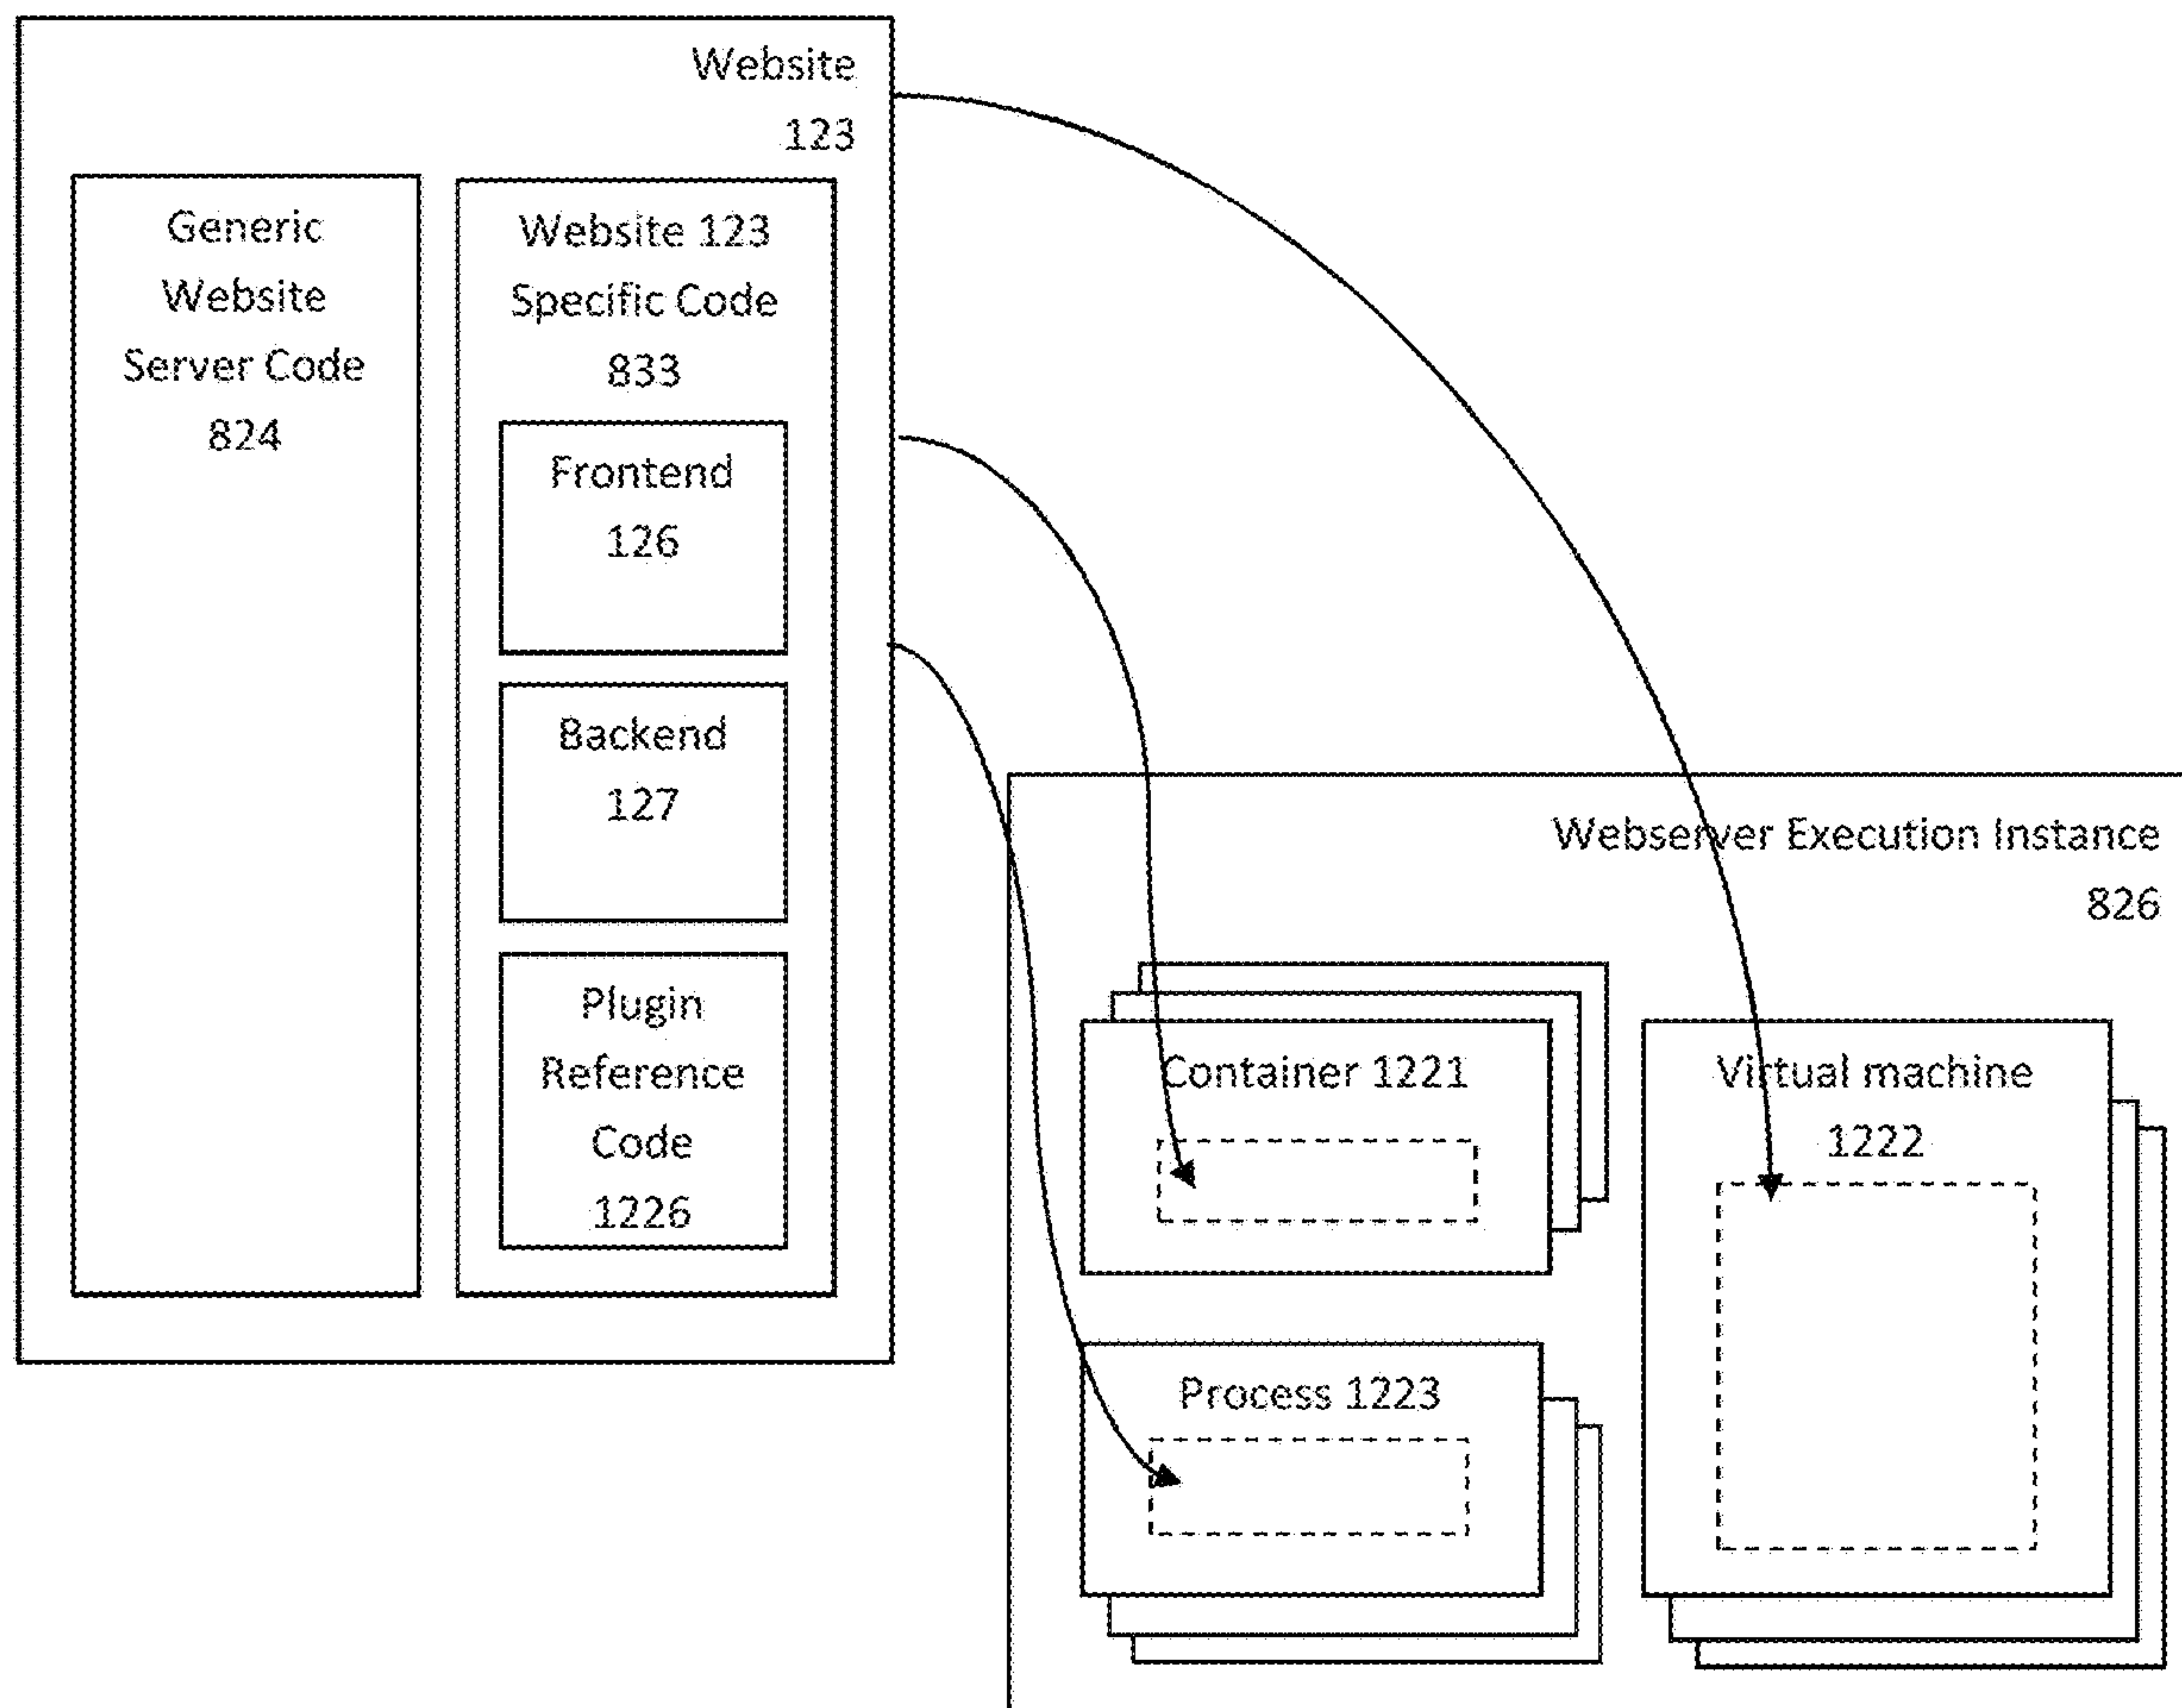 Website
123
Generic
Website
Server Code
824
Website 123
Specific Code
833
Frontend
126
Backend
127
Plugin
Reference
Code
1226
Webserver Execution Instance
826
Container 1221
Virtual machine
1222
Process 1223